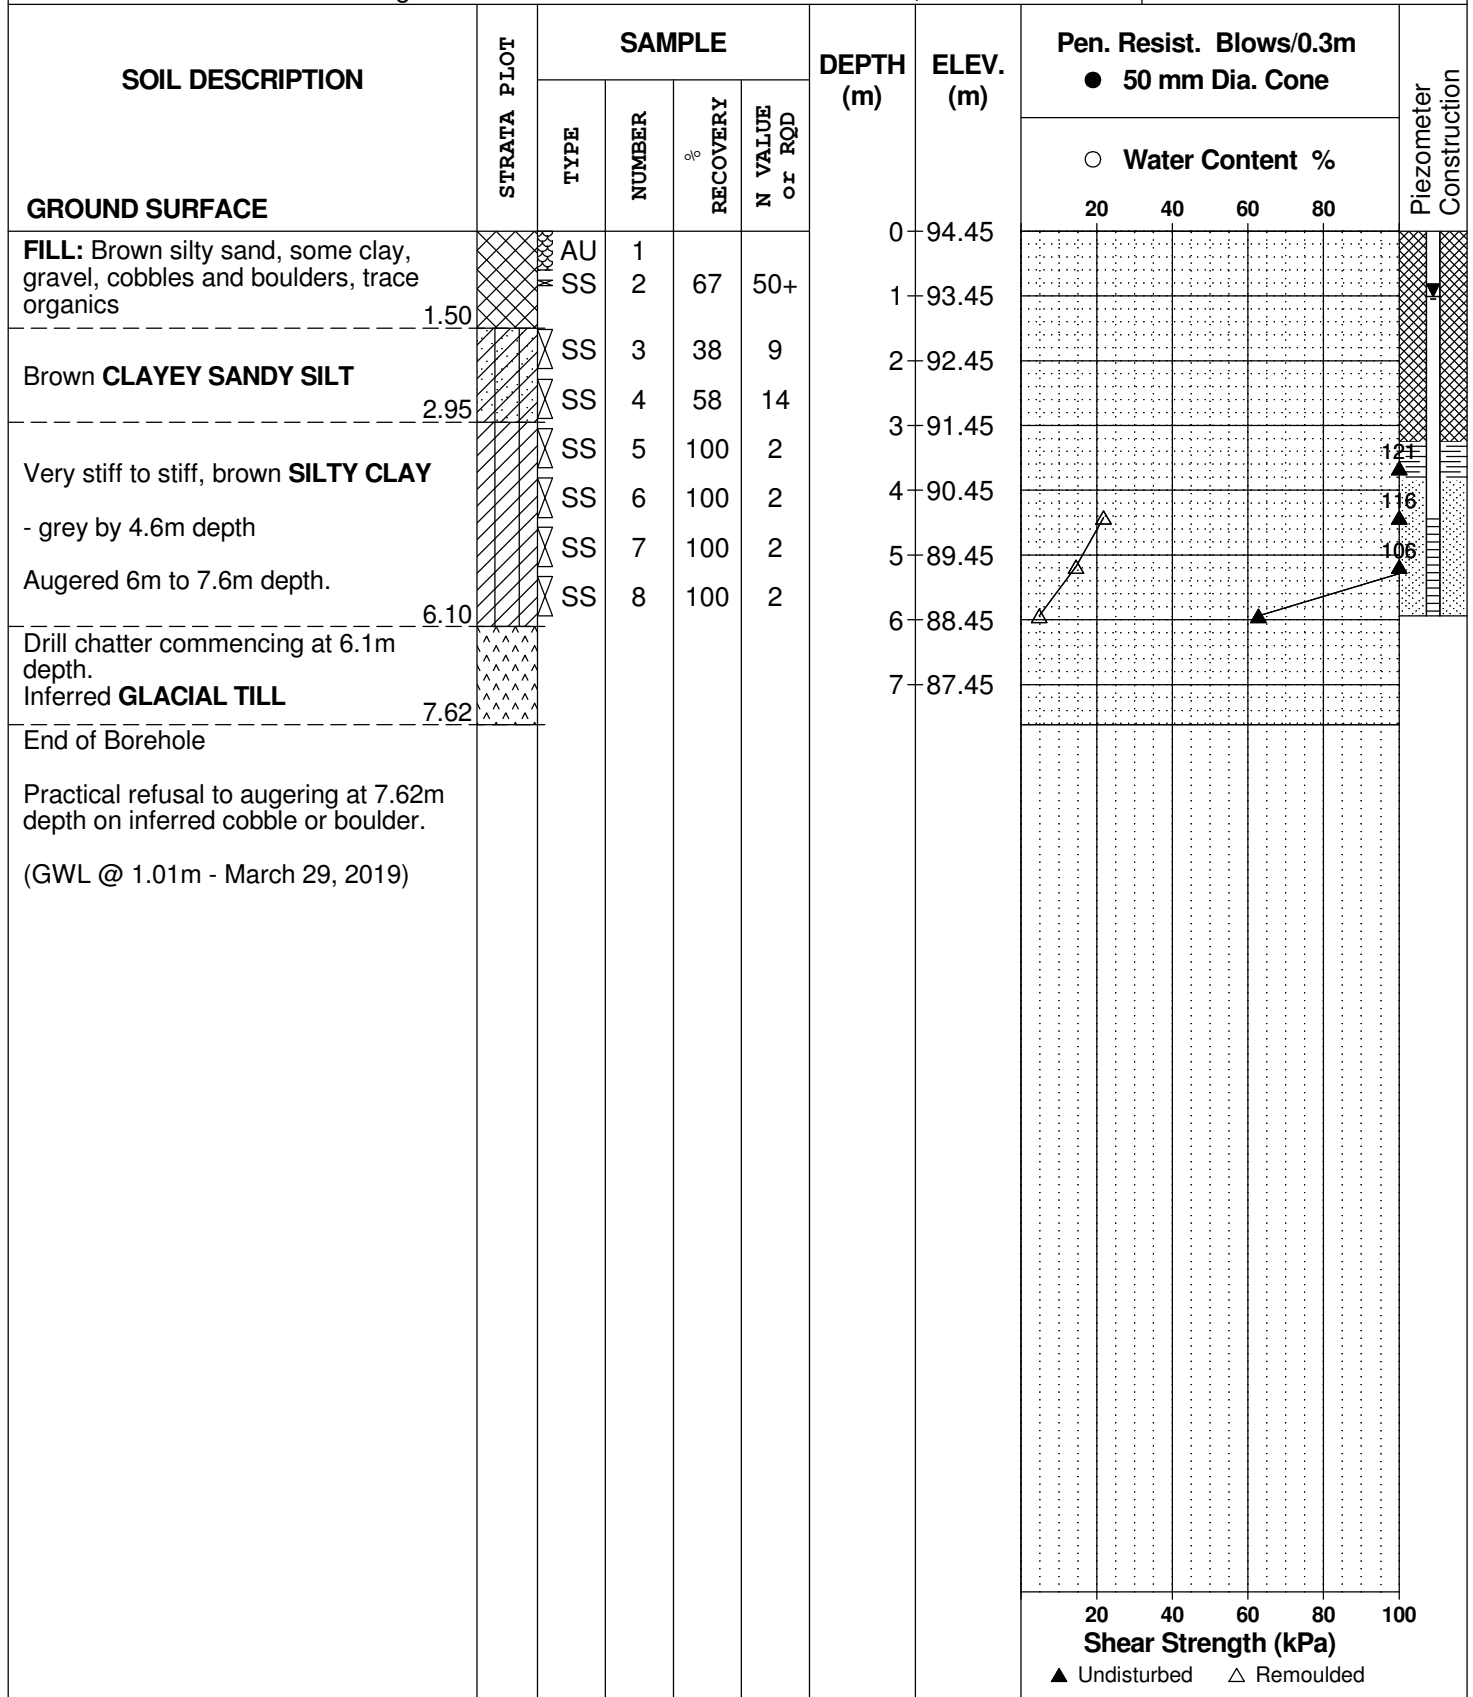 SOIL DESCRIPTION
GROUND SURFACE
STRATA PLOT
SAMPLE
TYPE
NUMBER
%
RECOVERY
N VALUE
or RQD
DEPTH
(m)
ELEV.
(m)
Pen. Resist. Blows/0.3m
● 50 mm Dia. Cone
○ Water Content %
20 40 60 80
Piezometer
Construction
FILL: Brown silty sand, some clay,
gravel, cobbles and boulders, trace
organics
1.50
Brown CLAYEY SANDY SILT
2.95
Very stiff to stiff, brown SILTY CLAY
- grey by 4.6m depth
Augered 6m to 7.6m depth.
6.10
Drill chatter commencing at 6.1m
depth.
Inferred GLACIAL TILL
7.62
End of Borehole
Practical refusal to augering at 7.62m
depth on inferred cobble or boulder.
(GWL @ 1.01m - March 29, 2019)
AU 1
SS 2 67 50+
SS 3 38 9
SS 4 58 14
SS 5 100 2
SS 6 100 2
SS 7 100 2
SS 8 100 2
0 94.45
1 93.45
2 92.45
3 91.45
4 90.45
5 89.45
6 88.45
7 87.45
121
116
106
20 40 60 80 100
Shear Strength (kPa)
▲ Undisturbed △ Remoulded